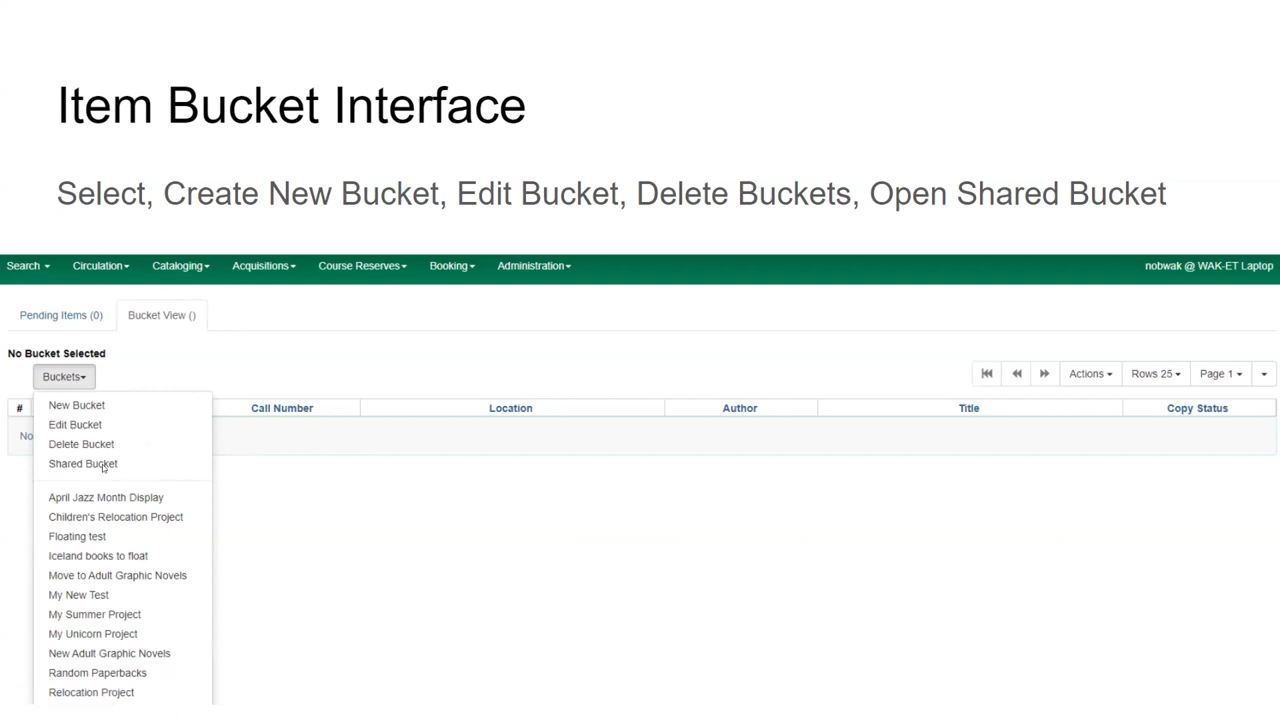 Item Bucket Interface
Select, Create New Bucket, Edit Bucket, Delete Buckets, Open Shared Bucket
Search Circulation Cataloging Acquisitions Course Reserves Booking Administration nobwak @ WAK-ET Laptop
Pending Items (0) Bucket View ()
No Bucket Selected
Buckets Actions Rows 25 Page 1
# Call Number Location Author Title Copy Status
No
New Bucket
Edit Bucket
Delete Bucket
Shared Bucket
April Jazz Month Display
Children's Relocation Project
Floating test
Iceland books to float
Move to Adult Graphic Novels
My New Test
My Summer Project
My Unicorn Project
New Adult Graphic Novels
Random Paperbacks
Relocation Project